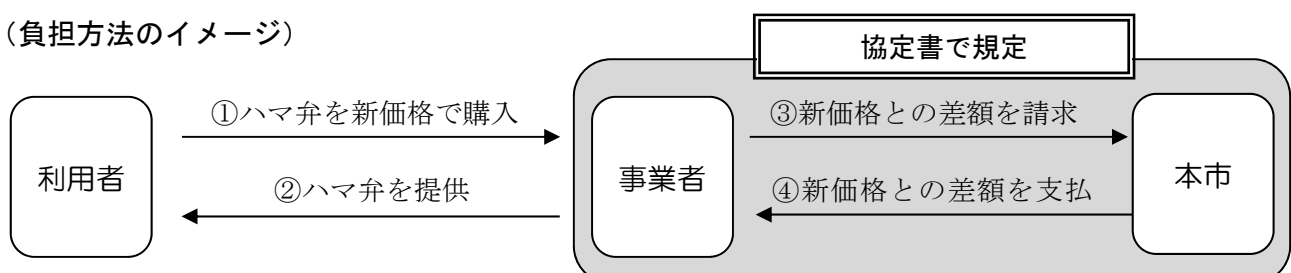 （負担方法のイメージ）
協定書で規定
①ハマ弁を新価格で購入
③新価格との差額を請求
利用者
事業者
本市
②ハマ弁を提供
④新価格との差額を支払